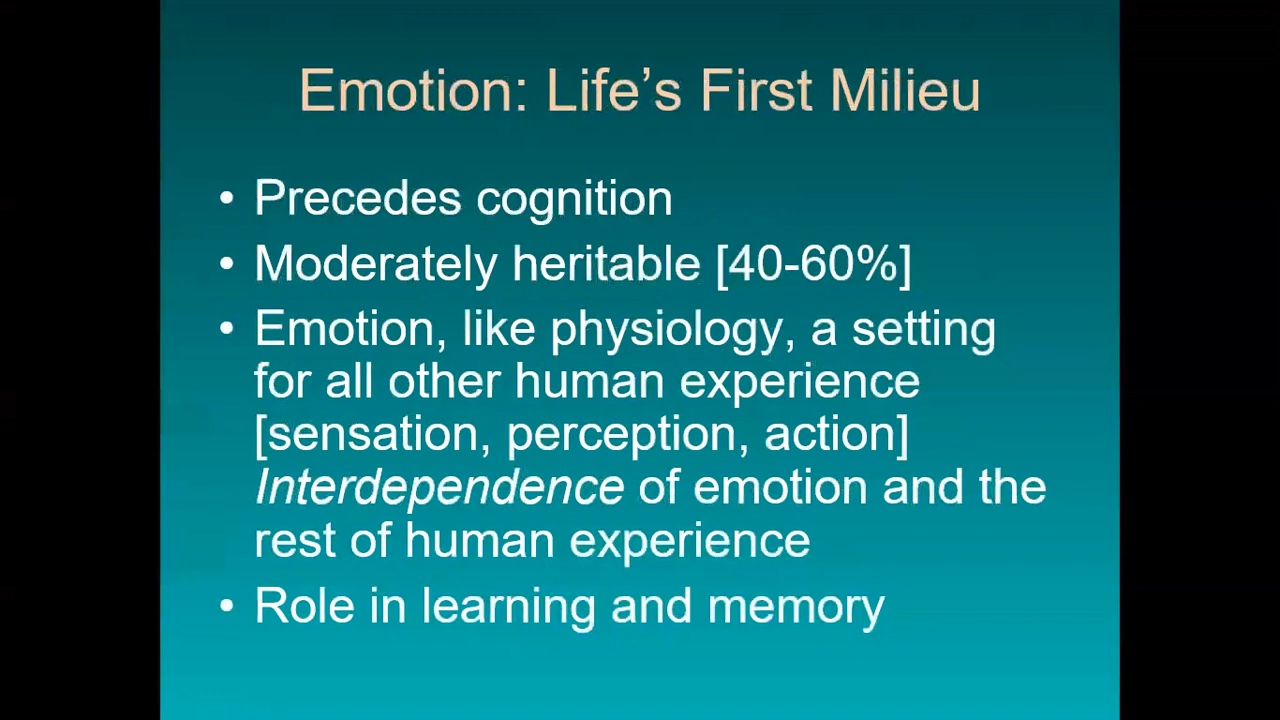 Emotion: Life’s First Milieu
• Precedes cognition
• Moderately heritable [40-60%]
• Emotion, like physiology, a setting
for all other human experience
[sensation, perception, action]
Interdependence of emotion and the
rest of human experience
• Role in learning and memory